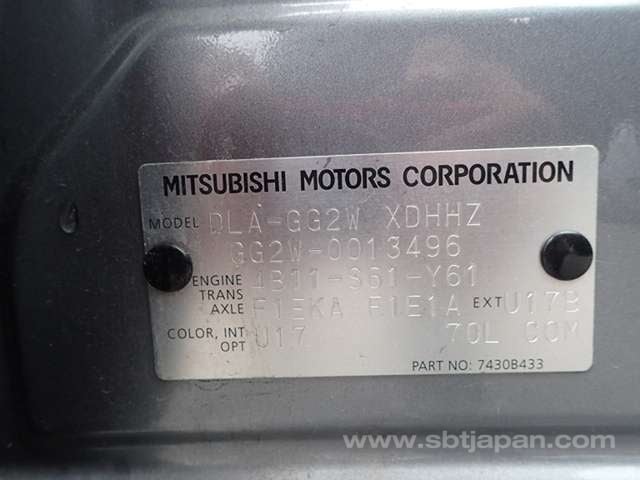 MITSUBISHI MOTORS CORPORATION
MODEL DLA-GG2W XDHHZ
GG2W-0013496
ENGINE 4B11-S61-Y61
TRANS
AXLE F1EKA R1E1A EXT U17B
COLOR, INT U17 70L COM
OPT
PART NO: 7430B433
www.sbtjapan.com